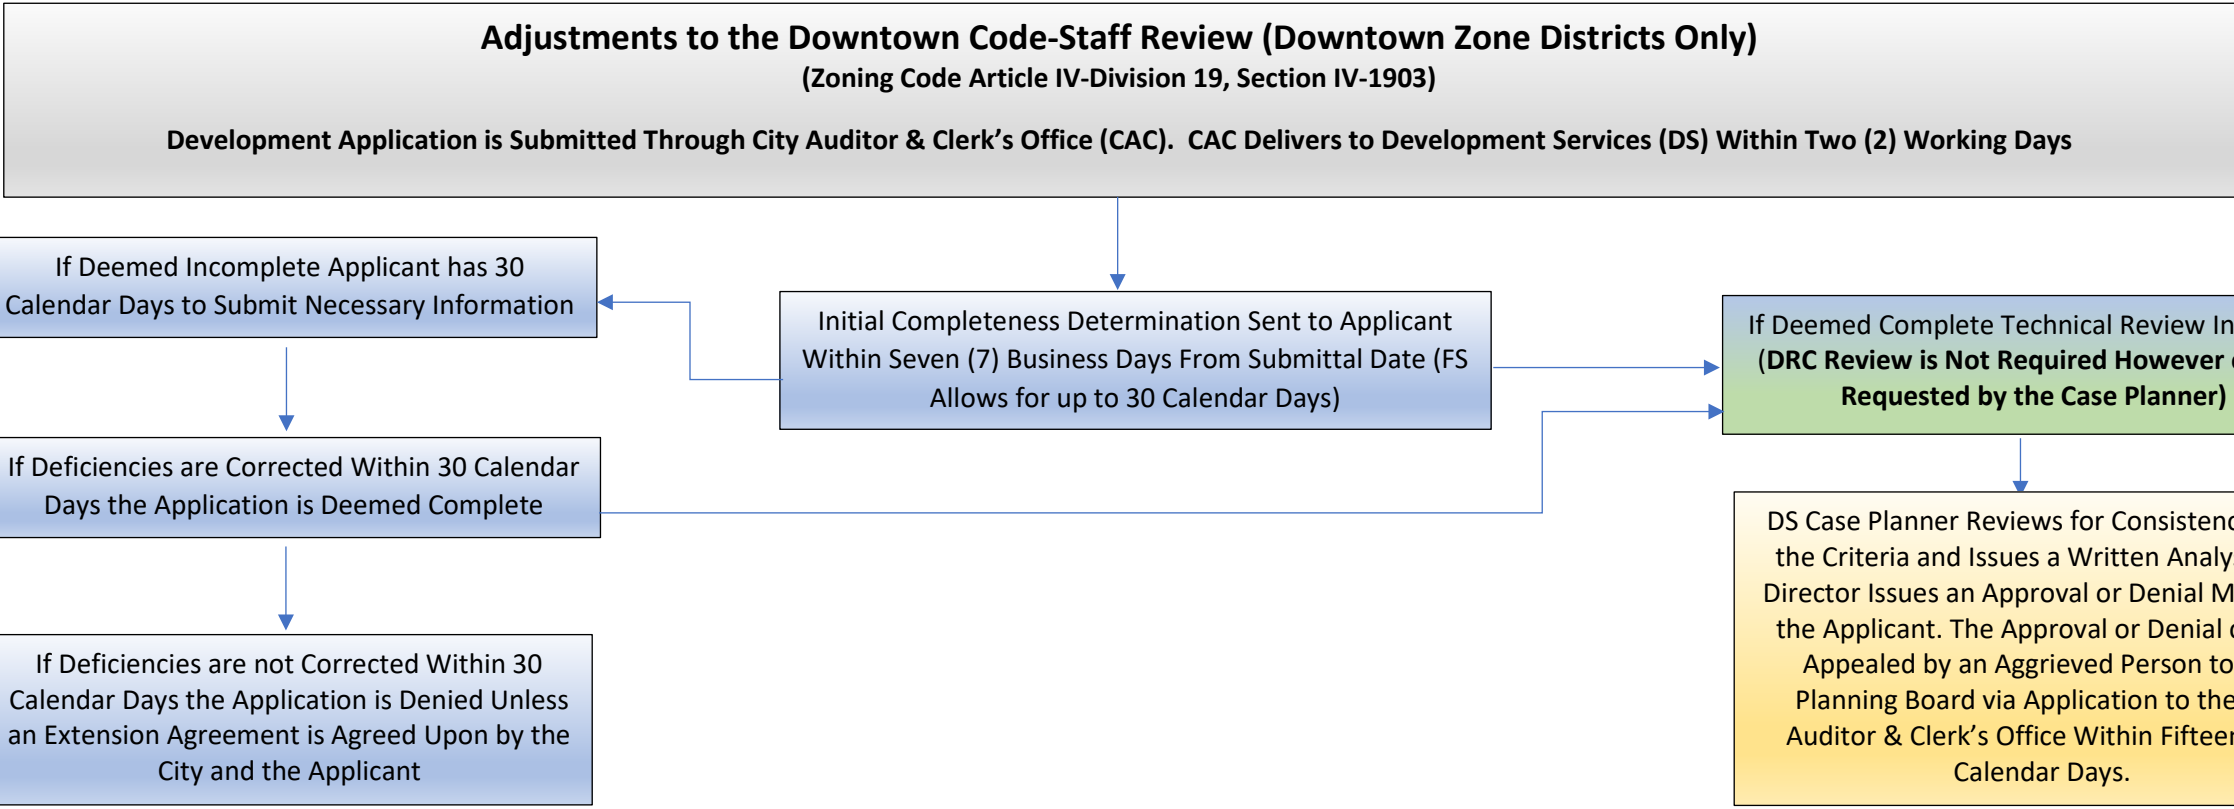 Adjustments to the Downtown Code-Staff Review (Downtown Zone Districts Only)
(Zoning Code Article IV-Division 19, Section IV-1903)
Development Application is Submitted Through City Auditor & Clerk's Office (CAC). CAC Delivers to Development Services (DS) Within Two (2) Working Days
If Deemed Incomplete Applicant has 30
Calendar Days to Submit Necessary Information
Initial Completeness Determination Sent to Applicant
Within Seven (7) Business Days From Submittal Date (FS
Allows for up to 30 Calendar Days)
If Deemed Complete Technical Review
(DRC Review is Not Required However
Requested by the Case Planner)
If Deficiencies are Corrected Within 30 Calendar
Days the Application is Deemed Complete
DS Case Planner Reviews for
the Criteria and Issues a Written
Director Issues an Approval or Denial
the Applicant. The Approval or Denial
Appealed by an Aggrieved Person to
Planning Board via Application to the
Auditor & Clerk's Office Within
Calendar Days.
If Deficiencies are not Corrected Within 30
Calendar Days the Application is Denied Unless
an Extension Agreement is Agreed Upon by the
City and the Applicant